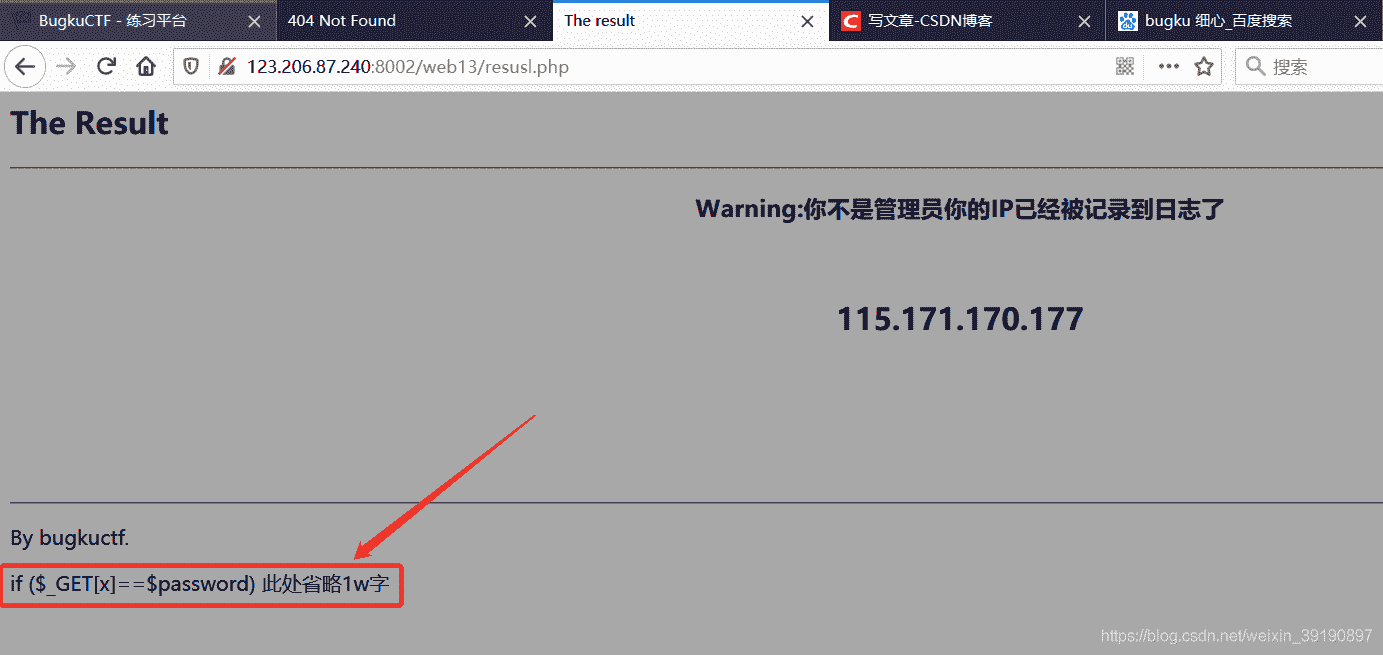 BugkuCTF - 练习平台
404 Not Found
The result
写文章-CSDN博客
bugku 细心_百度搜索
123.206.87.240:8002/web13/resusl.php
搜索
The Result
Warning:你不是管理员你的IP已经被记录到日志了
115.171.170.177
By bugkuctf.
if ($_GET[x]==$password) 此处省略1w字
https://blog.csdn.net/weixin_39190897